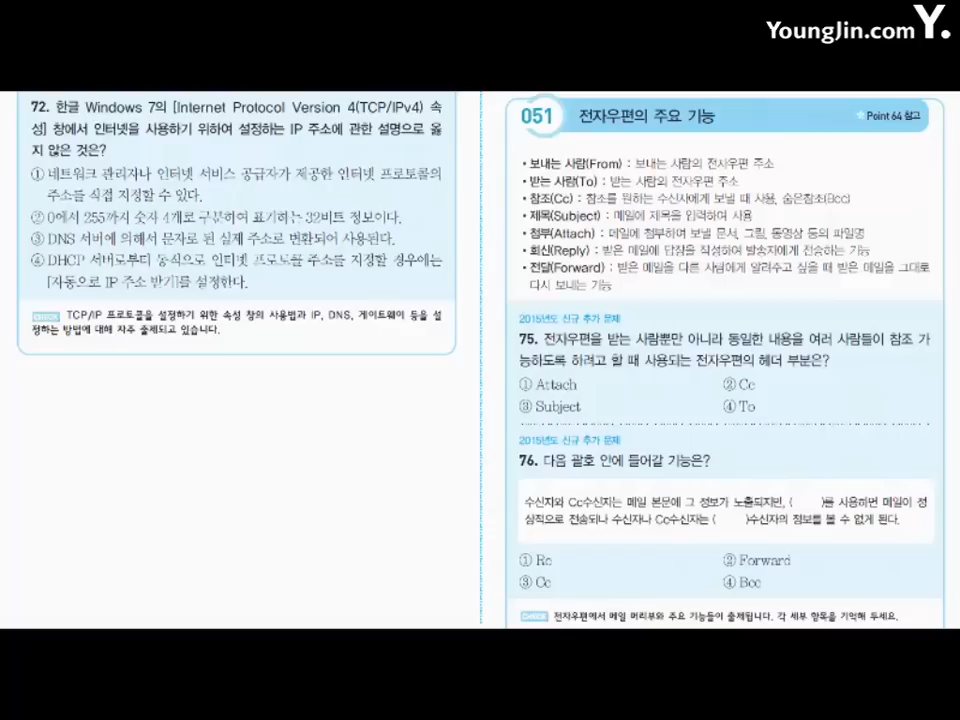 YoungJin.com Y.
72. 한글 Windows 7의 [Internet Protocol Version 4(TCP/IPv4) 속
성] 창에서 인터넷을 사용하기 위하여 설정하는 IP 주소에 관한 설명으로 옳
지 않은 것은?
① 네트워크 관리자나 인터넷 서비스 공급자가 제공한 인터넷 프로토콜의
주소를 직접 지정할 수 있다.
② 0에서 255까지 숫자 4개로 구분하여 표기하는 32비트 정보이다.
③ DNS 서버에 의해서 문자로 된 실제 주소로 변환되어 사용된다.
④ DHCP 서버로부터 동적으로 인터넷 프로토콜 주소를 지정할 경우에는
[자동으로 IP 주소 받기]를 설정한다.
CHECK TCP/IP 프로토콜을 설정하기 위한 속성 창의 사용법과 IP, DNS, 게이트웨이 등을 설
정하는 방법에 대해 자주 출제되고 있습니다.
051 전자우편의 주요 기능 Point 64 참고
• 보내는 사람(From) : 보내는 사람의 전자우편 주소
• 받는 사람(To) : 받는 사람의 전자우편 주소
• 참조(Cc) : 참조를 원하는 수신자에게 보낼 때 사용, 숨은참조(Bcc)
• 제목(Subject) : 메일에 제목을 입력하여 사용
• 첨부(Attach) : 메일에 첨부하여 보낼 문서, 그림, 동영상 등의 파일명
• 회신(Reply) : 받은 메일에 답장을 작성하여 발송자에게 전송하는 기능
• 전달(Forward) : 받은 메일을 다른 사람에게 알려주고 싶을 때 받은 메일을 그대로
다시 보내는 기능
2015년도 신규 추가 문제
75. 전자우편을 받는 사람뿐만 아니라 동일한 내용을 여러 사람들이 참조 가
능하도록 하려고 할 때 사용되는 전자우편의 헤더 부분은?
① Attach ② Cc
③ Subject ④ To
2015년도 신규 추가 문제
76. 다음 괄호 안에 들어갈 기능은?
수신자와 Cc수신자는 메일 본문에 그 정보가 노출되지만, ( )를 사용하면 메일이 정
상적으로 전송되나 수신자나 Cc수신자는 ( )수신자의 정보를 볼 수 없게 된다.
① Rc ② Forward
③ Cc ④ Bcc
CHECK 전자우편에서 메일 머리부와 주요 기능들이 출제됩니다. 각 세부 항목을 기억해 두세요.